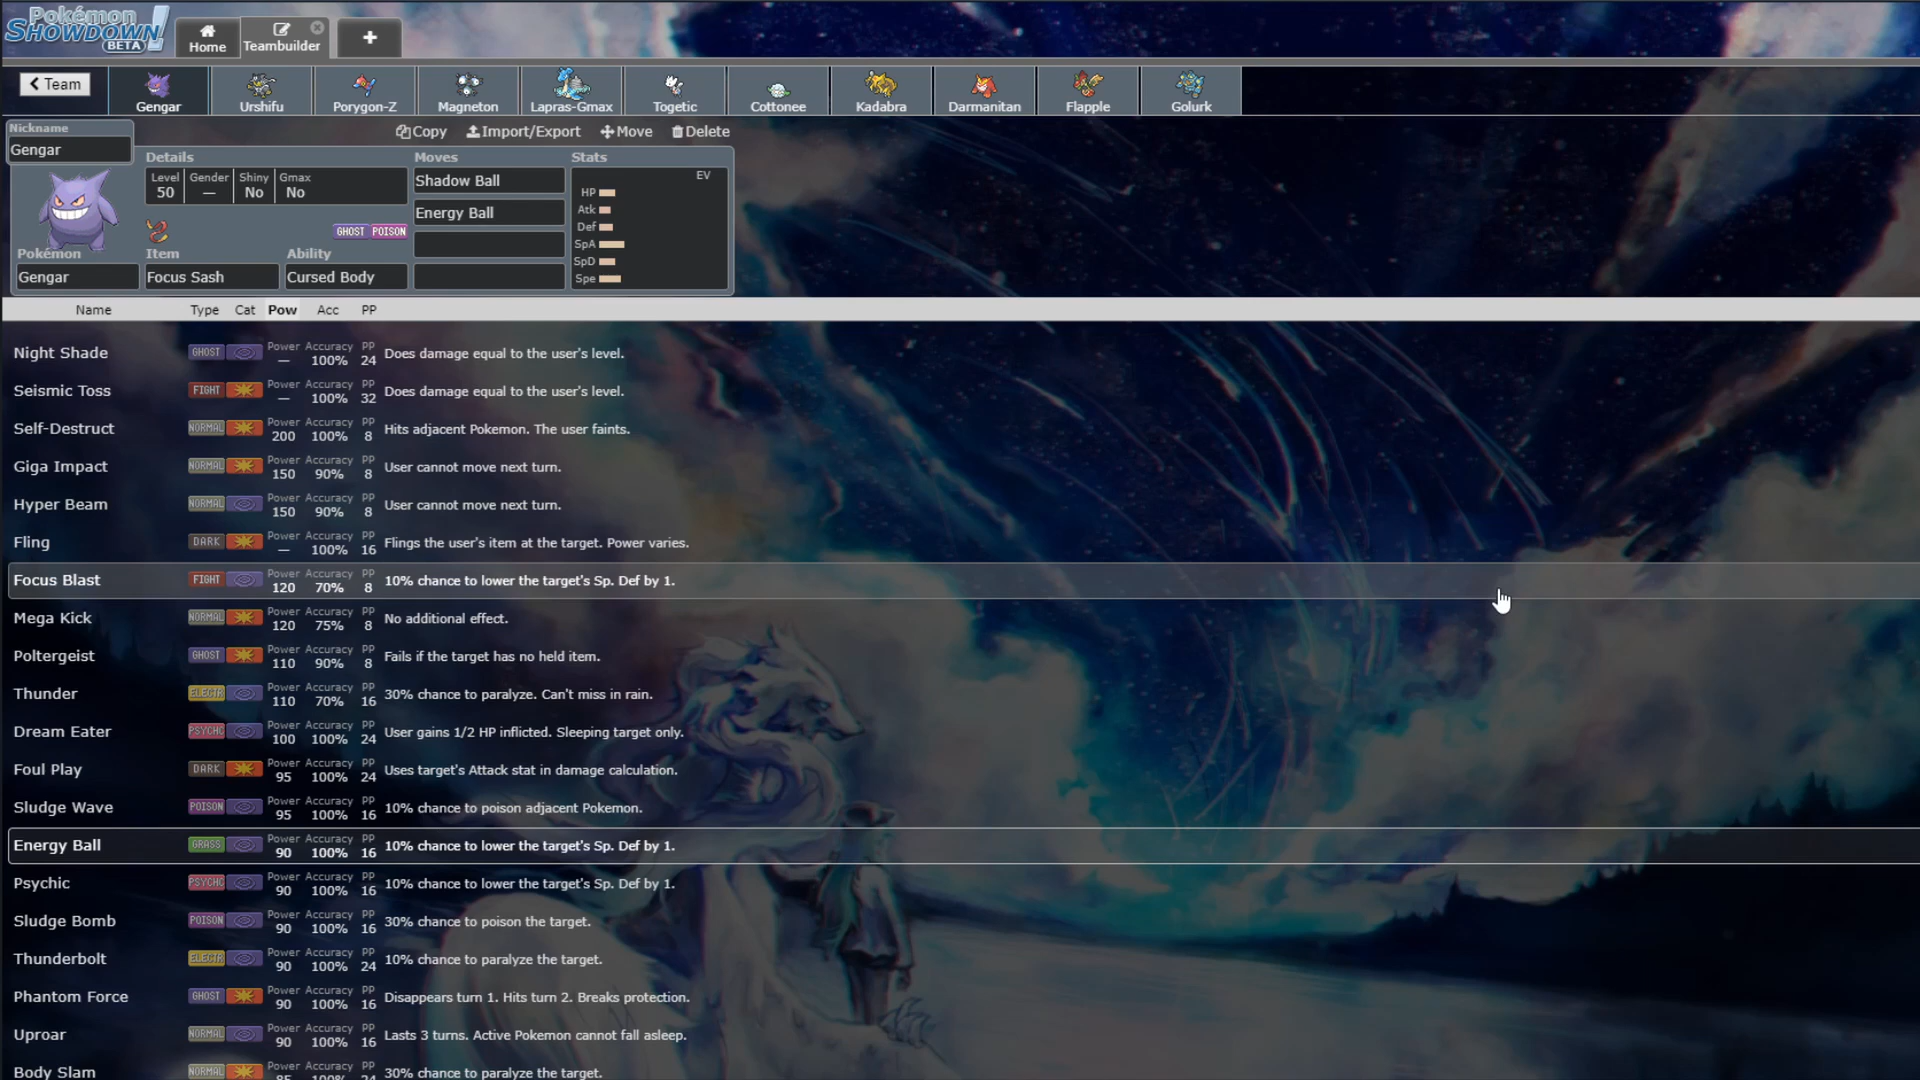 Pokémon
SHOWDOWN!
BETA
Home
Teambuilder
+
Team
Gengar
Urshifu
Porygon-Z
Magneton
Lapras-Gmax
Togetic
Cottonee
Kadabra
Darmanitan
Flapple
Golurk
Copy Import/Export Move Delete
Nickname
Gengar
Details Moves Stats
Level Gender Shiny Gmax
50 — No No
Shadow Ball
Energy Ball
EV
HP
Atk
Def
SpA
SpD
Spe
GHOST POISON
Pokémon Item Ability
Gengar Focus Sash Cursed Body
Name Type Cat Pow Acc PP
Night Shade GHOST Power — Accuracy 100% PP 24 Does damage equal to the user's level.
Seismic Toss FIGHT Power — Accuracy 100% PP 32 Does damage equal to the user's level.
Self-Destruct NORMAL Power 200 Accuracy 100% PP 8 Hits adjacent Pokemon. The user faints.
Giga Impact NORMAL Power 150 Accuracy 90% PP 8 User cannot move next turn.
Hyper Beam NORMAL Power 150 Accuracy 90% PP 8 User cannot move next turn.
Fling DARK Power — Accuracy 100% PP 16 Flings the user's item at the target. Power varies.
Focus Blast FIGHT Power 120 Accuracy 70% PP 8 10% chance to lower the target's Sp. Def by 1.
Mega Kick NORMAL Power 120 Accuracy 75% PP 8 No additional effect.
Poltergeist GHOST Power 110 Accuracy 90% PP 8 Fails if the target has no held item.
Thunder ELECTR Power 110 Accuracy 70% PP 16 30% chance to paralyze. Can't miss in rain.
Dream Eater PSYCHC Power 100 Accuracy 100% PP 24 User gains 1/2 HP inflicted. Sleeping target only.
Foul Play DARK Power 95 Accuracy 100% PP 24 Uses target's Attack stat in damage calculation.
Sludge Wave POISON Power 95 Accuracy 100% PP 16 10% chance to poison adjacent Pokemon.
Energy Ball GRASS Power 90 Accuracy 100% PP 16 10% chance to lower the target's Sp. Def by 1.
Psychic PSYCHC Power 90 Accuracy 100% PP 16 10% chance to lower the target's Sp. Def by 1.
Sludge Bomb POISON Power 90 Accuracy 100% PP 16 30% chance to poison the target.
Thunderbolt ELECTR Power 90 Accuracy 100% PP 24 10% chance to paralyze the target.
Phantom Force GHOST Power 90 Accuracy 100% PP 16 Disappears turn 1. Hits turn 2. Breaks protection.
Uproar NORMAL Power 90 Accuracy 100% PP 16 Lasts 3 turns. Active Pokemon cannot fall asleep.
Body Slam NORMAL Power 85 Accuracy 100% PP 24 30% chance to paralyze the target.